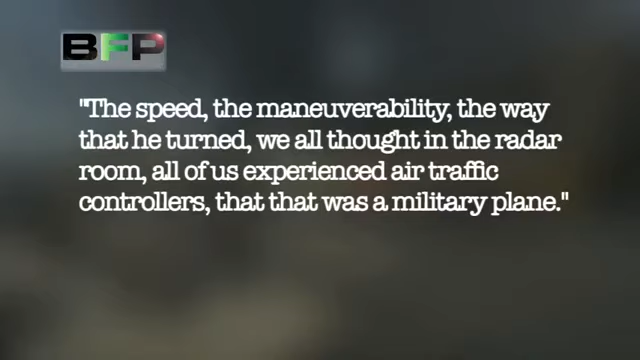 BFP
"The speed, the maneuverability, the way
that he turned, we all thought in the radar
room, all of us experienced air traffic
controllers, that that was a military plane."